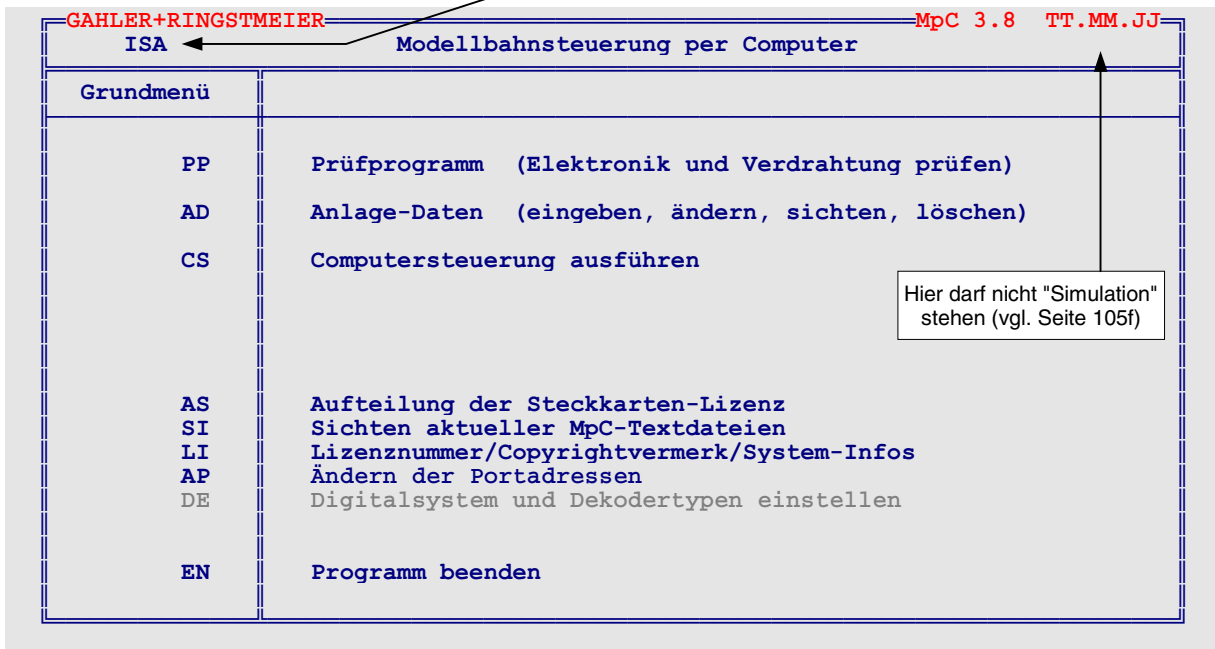 GAHLER+RINGSTMEIER MpC 3.8 TT.MM.JJ
ISA Modellbahnsteuerung per Computer
Grundmenü
PP Prüfprogramm (Elektronik und Verdrahtung prüfen)
AD Anlage-Daten (eingeben, ändern, sichten, löschen)
CS Computersteuerung ausführen
Hier darf nicht "Simulation"
stehen (vgl. Seite 105f)
AS Aufteilung der Steckkarten-Lizenz
SI Sichten aktueller MpC-Textdateien
LI Lizenznummer/Copyrightvermerk/System-Infos
AP Ändern der Portadressen
DE Digitalsystem und Dekodertypen einstellen
EN Programm beenden